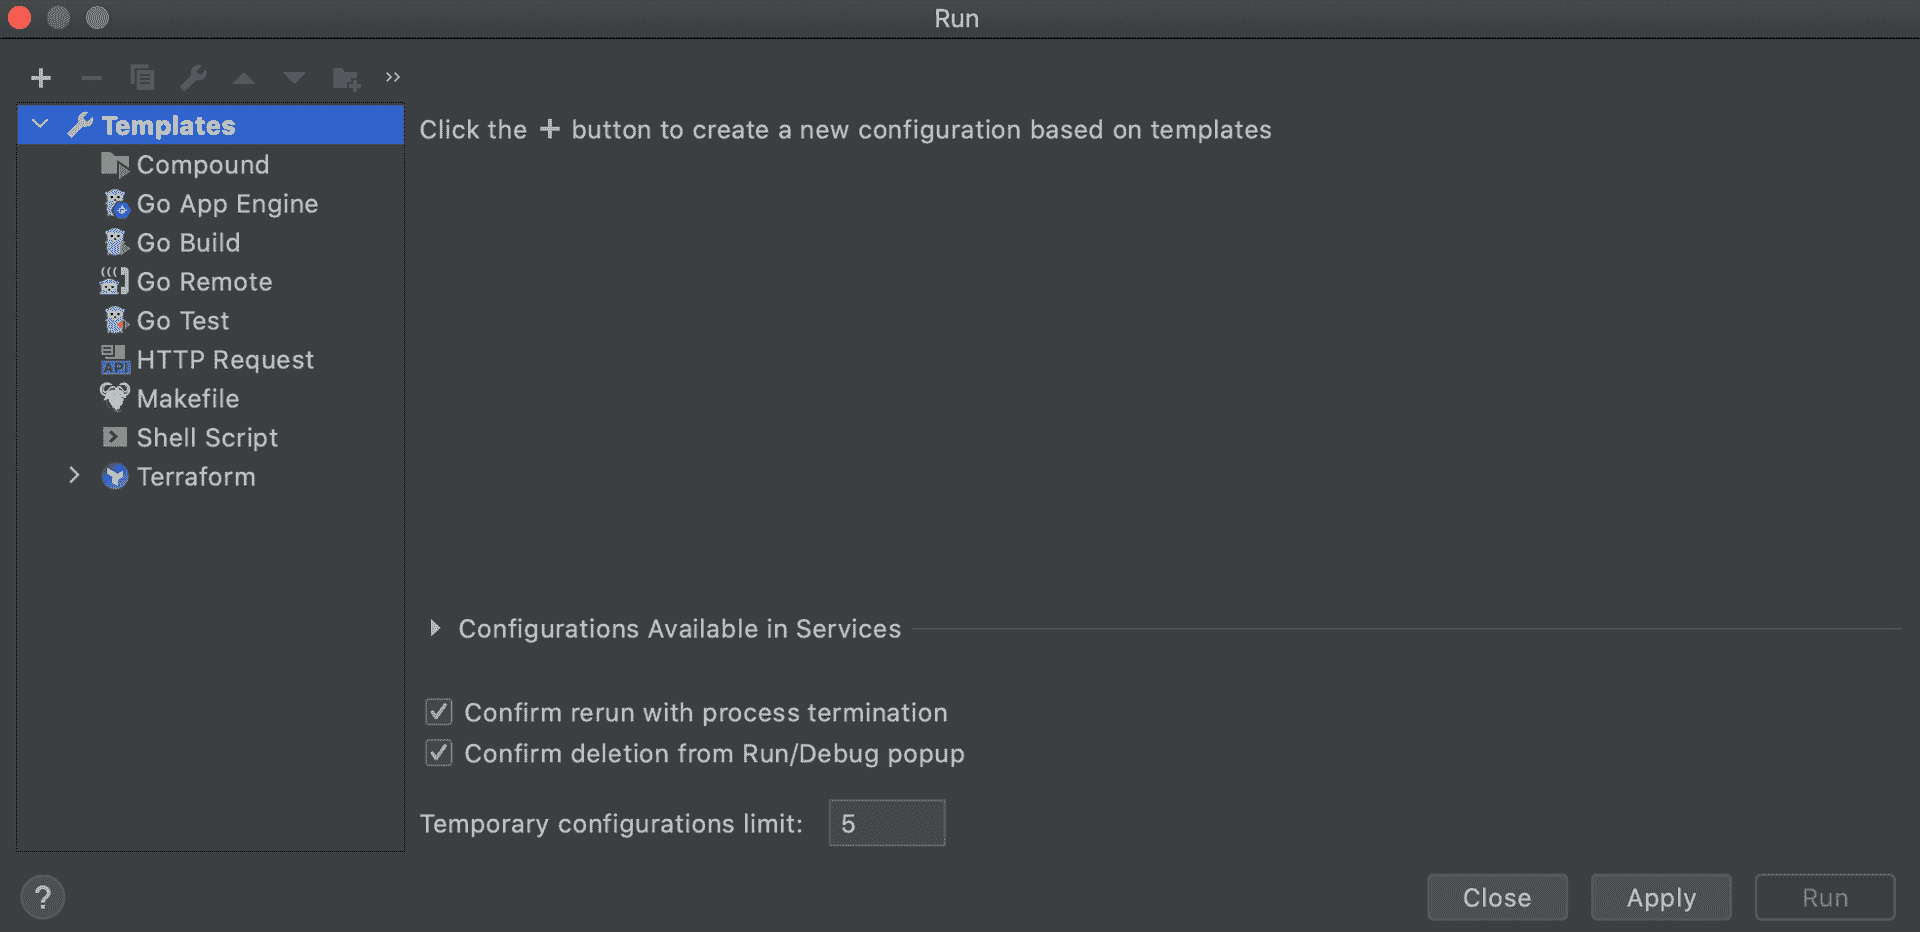 Run
Templates
Click the + button to create a new configuration based on templates
Compound
Go App Engine
Go Build
Go Remote
Go Test
HTTP Request
API
Makefile
Shell Script
Terraform
Configurations Available in Services
Confirm rerun with process termination
Confirm deletion from Run/Debug popup
Temporary configurations limit: 5
?
Close
Apply
Run